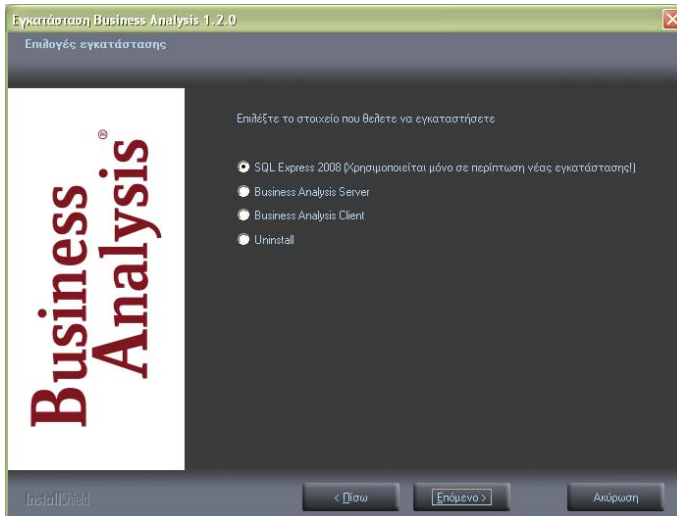 Εγκατάσταση Business Analysis 1.2.0
Επιλογές εγκατάστασης
Business Analysis®
Επιλέξτε το στοιχείο που θελετε να εγκαταστήσετε
SQL Express 2008 (Χρησιμοποιείται μόνο σε περίπτωση νέας εγκατάστασης!)
Business Analysis Server
Business Analysis Client
Uninstall
InstallShield
< Πίσω
Επόμενο >
Ακύρωση